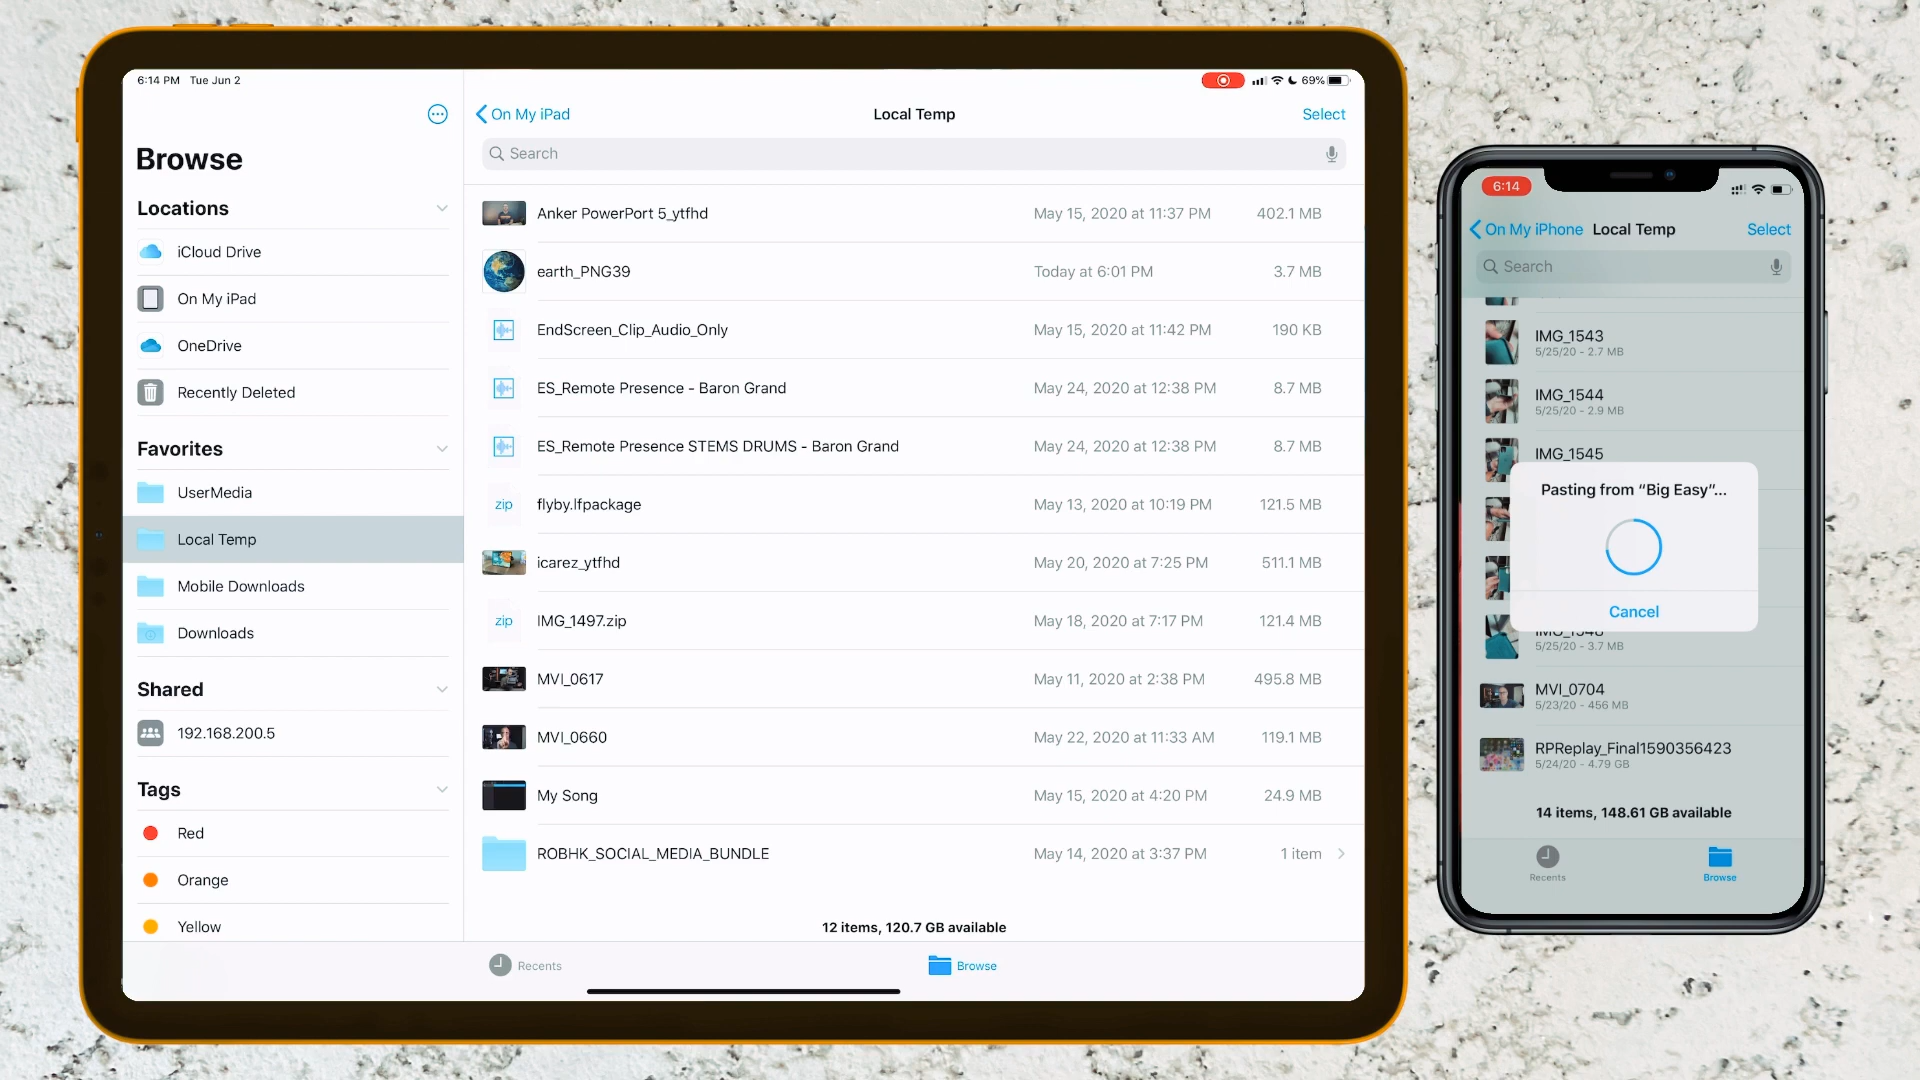 6:14 PM Tue Jun 2
69%
Browse
Locations
iCloud Drive
On My iPad
OneDrive
Recently Deleted
Favorites
UserMedia
Local Temp
Mobile Downloads
Downloads
Shared
192.168.200.5
Tags
Red
Orange
Yellow
On My iPad
Local Temp
Select
Search
Anker PowerPort 5_ytfhd May 15, 2020 at 11:37 PM 402.1 MB
earth_PNG39 Today at 6:01 PM 3.7 MB
EndScreen_Clip_Audio_Only May 15, 2020 at 11:42 PM 190 KB
ES_Remote Presence - Baron Grand May 24, 2020 at 12:38 PM 8.7 MB
ES_Remote Presence STEMS DRUMS - Baron Grand May 24, 2020 at 12:38 PM 8.7 MB
zip flyby.lfpackage May 13, 2020 at 10:19 PM 121.5 MB
icarez_ytfhd May 20, 2020 at 7:25 PM 511.1 MB
zip IMG_1497.zip May 18, 2020 at 7:17 PM 121.4 MB
MVI_0617 May 11, 2020 at 2:38 PM 495.8 MB
MVI_0660 May 22, 2020 at 11:33 AM 119.1 MB
My Song May 15, 2020 at 4:20 PM 24.9 MB
ROBHK_SOCIAL_MEDIA_BUNDLE May 14, 2020 at 3:37 PM 1 item
12 items, 120.7 GB available
Recents
Browse
6:14
On My iPhone Local Temp Select
Search
IMG_1543
5/25/20 - 2.7 MB
IMG_1544
5/25/20 - 2.9 MB
IMG_1545
Pasting from “Big Easy”...
Cancel
5/25/20 - 3.7 MB
MVI_0704
5/23/20 - 456 MB
RPReplay_Final1590356423
5/24/20 - 4.79 GB
14 items, 148.61 GB available
Recents
Browse